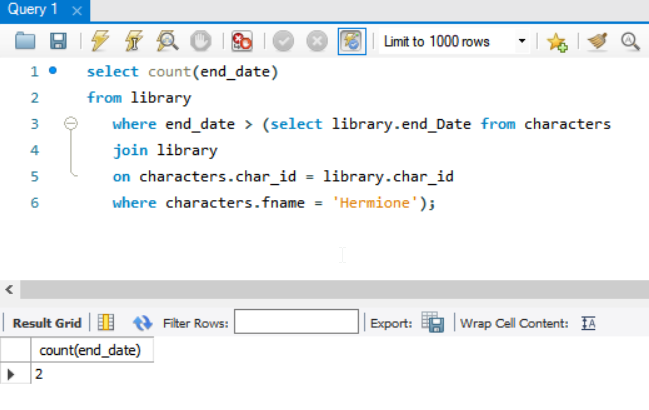 Query 1 ×
Limit to 1000 rows
1 select count(end_date)
2 from library
3 where end_date > (select library.end_Date from characters
4 join library
5 on characters.char_id = library.char_id
6 where characters.fname = 'Hermione');
Result Grid Filter Rows: Export: Wrap Cell Content: IA
count(end_date)
2